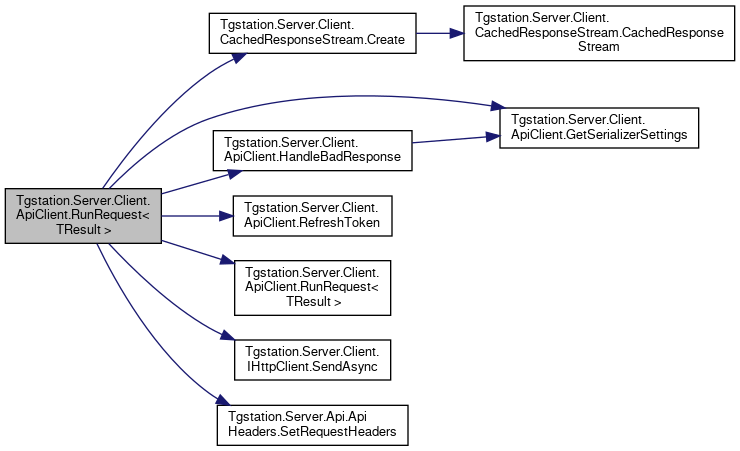 Tgstation.Server.Client.
CachedResponseStream.Create
Tgstation.Server.Client.
CachedResponseStream.CachedResponse
Stream
Tgstation.Server.Client.
ApiClient.GetSerializerSettings
Tgstation.Server.Client.
ApiClient.HandleBadResponse
Tgstation.Server.Client.
ApiClient.RunRequest<
TResult >
Tgstation.Server.Client.
ApiClient.RefreshToken
Tgstation.Server.Client.
ApiClient.RunRequest<
TResult >
Tgstation.Server.Client.
IHttpClient.SendAsync
Tgstation.Server.Api.Api
Headers.SetRequestHeaders